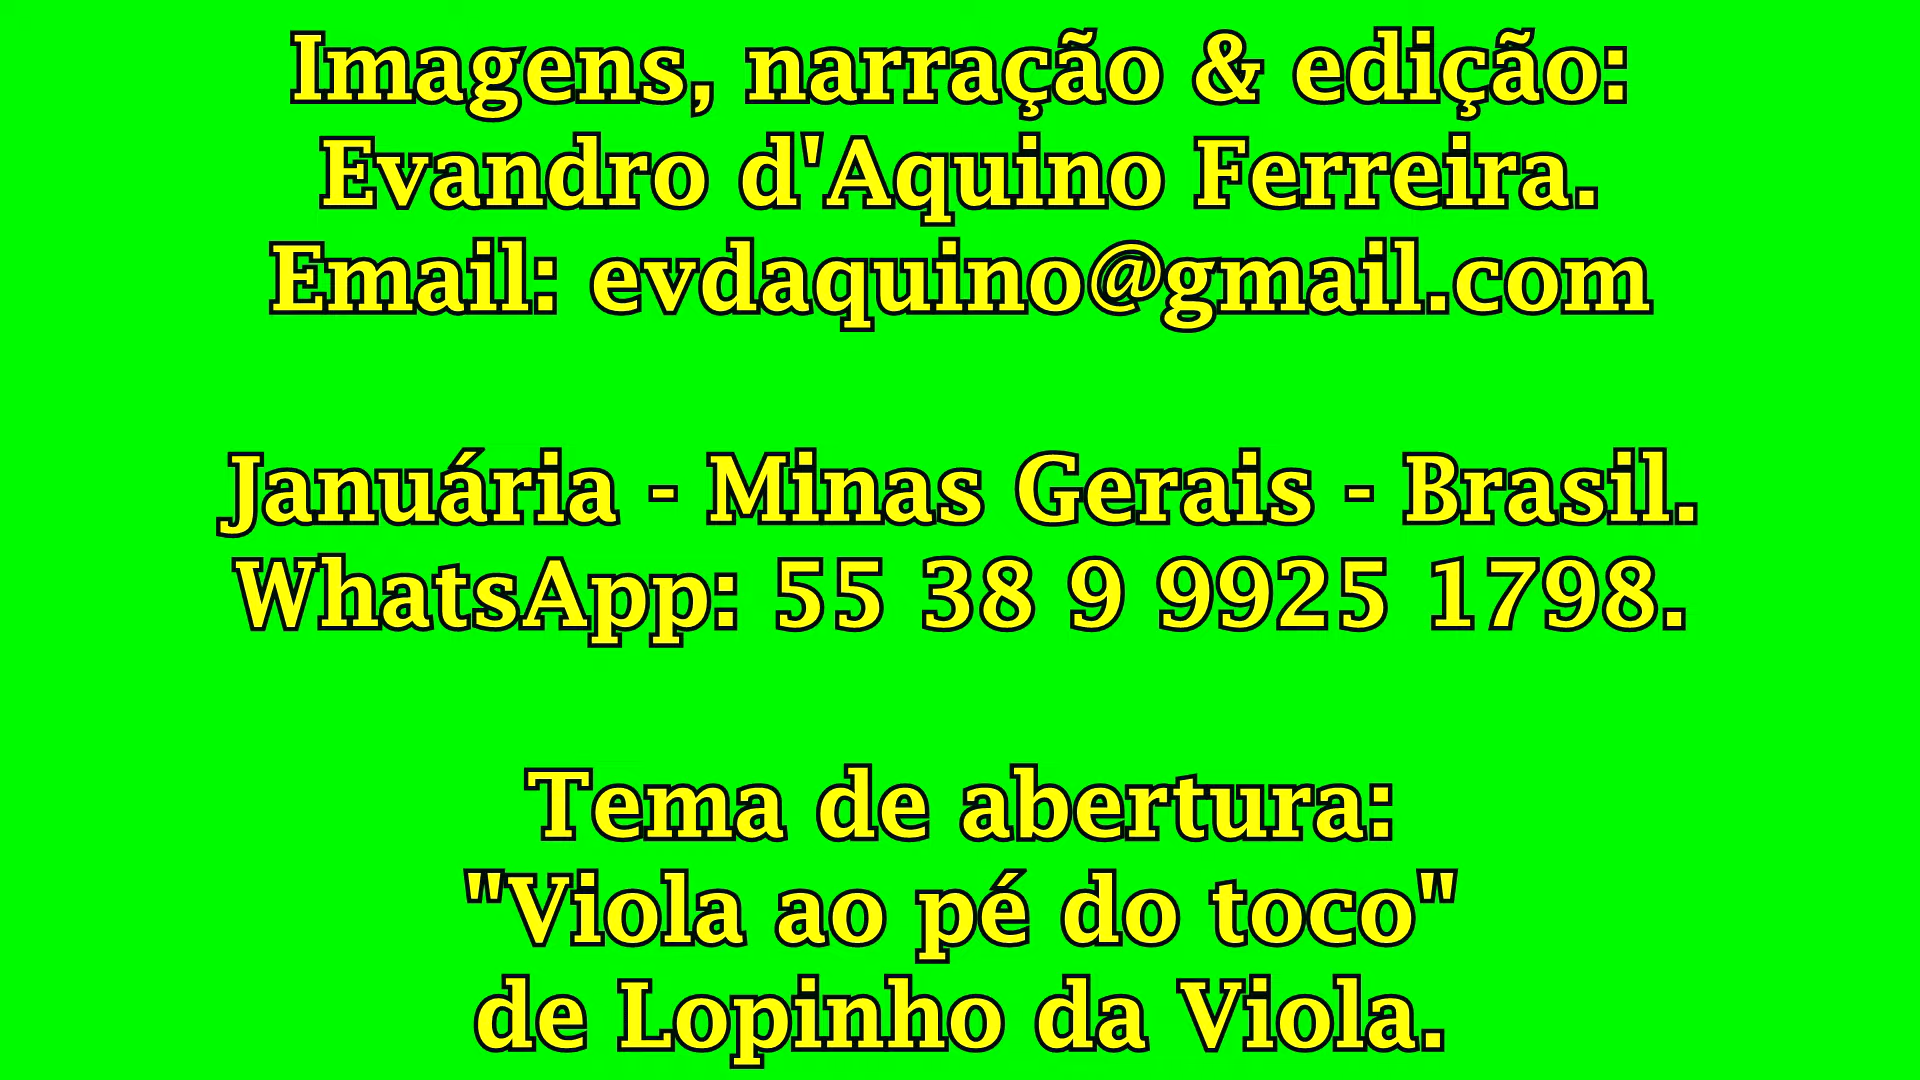 Imagens, narração & edição:
Evandro d'Aquino Ferreira.
Email: evdaquino@gmail.com
Januária - Minas Gerais - Brasil.
WhatsApp: 55 38 9 9925 1798.
Tema de abertura:
"Viola ao pé do toco"
de Lopinho da Viola.